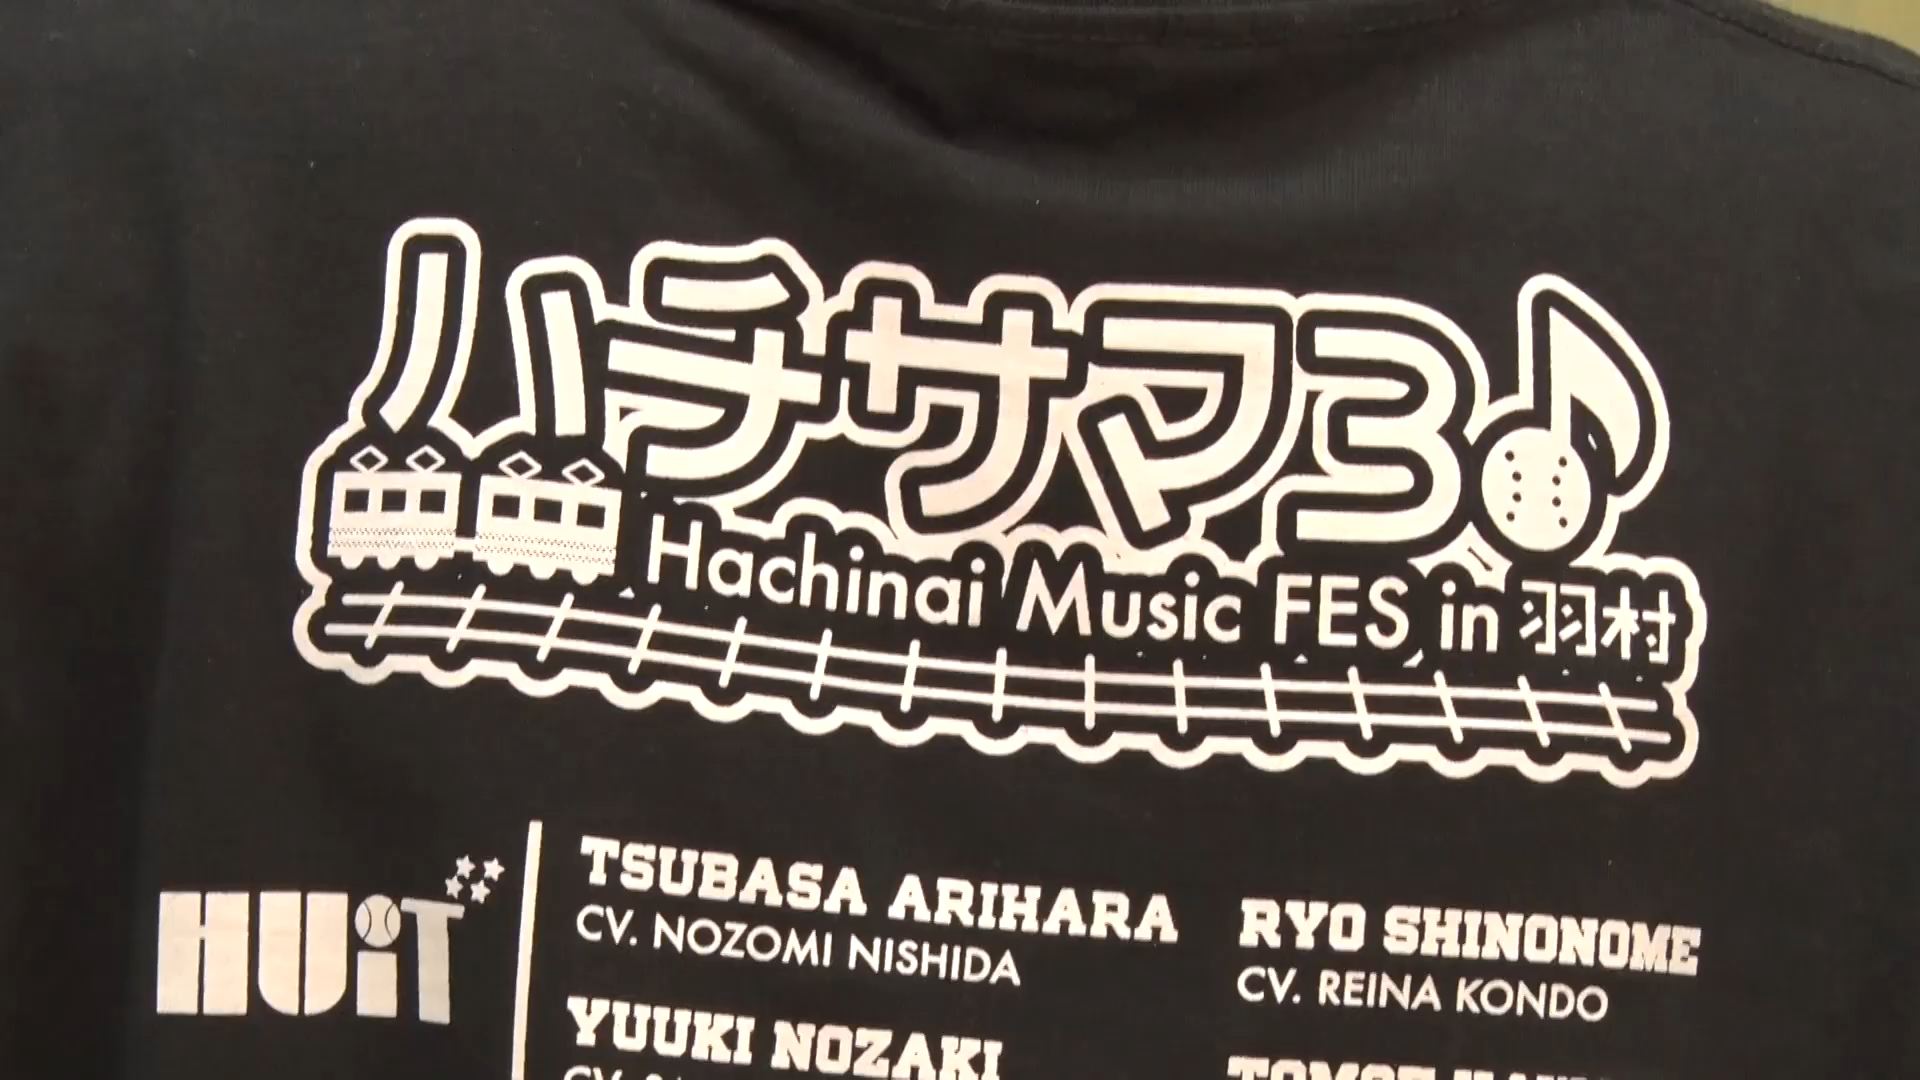 ハチサマ3
Hachinai Music FES in 羽村
HUiT
TSUBASA ARIHARA
CV. NOZOMI NISHIDA
RYO SHINONOME
CV. REINA KONDO
YUUKI NOZAKI
CV.